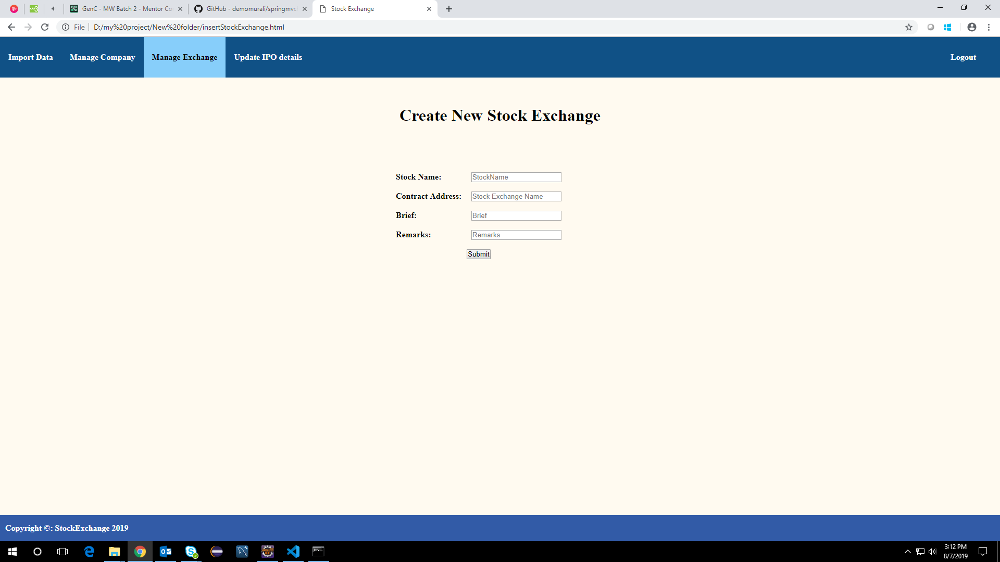 GenC - MW Batch 2 - Mentor Co
GitHub - demomurali/springmvc
Stock Exchange
File
D:/my%20project/New%20folder/insertStockExchange.html
Import Data Manage Company Manage Exchange Update IPO details Logout
Create New Stock Exchange
Stock Name: StockName
Contract Address: Stock Exchange Name
Brief: Brief
Remarks: Remarks
Submit
Copyright ©: StockExchange 2019
3:12 PM
8/7/2019